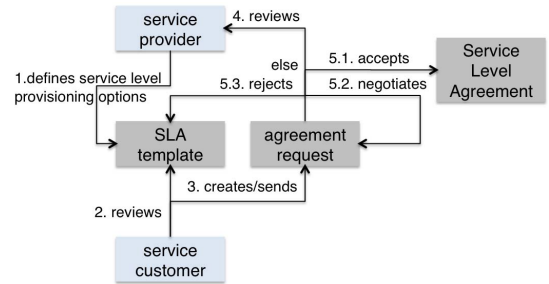 service
provider
4. reviews
else
5.1. accepts
Service
Level
Agreement
1.defines service level
provisioning options
5.3. rejects
5.2. negotiates
SLA
template
agreement
request
3. creates/sends
2. reviews
service
customer